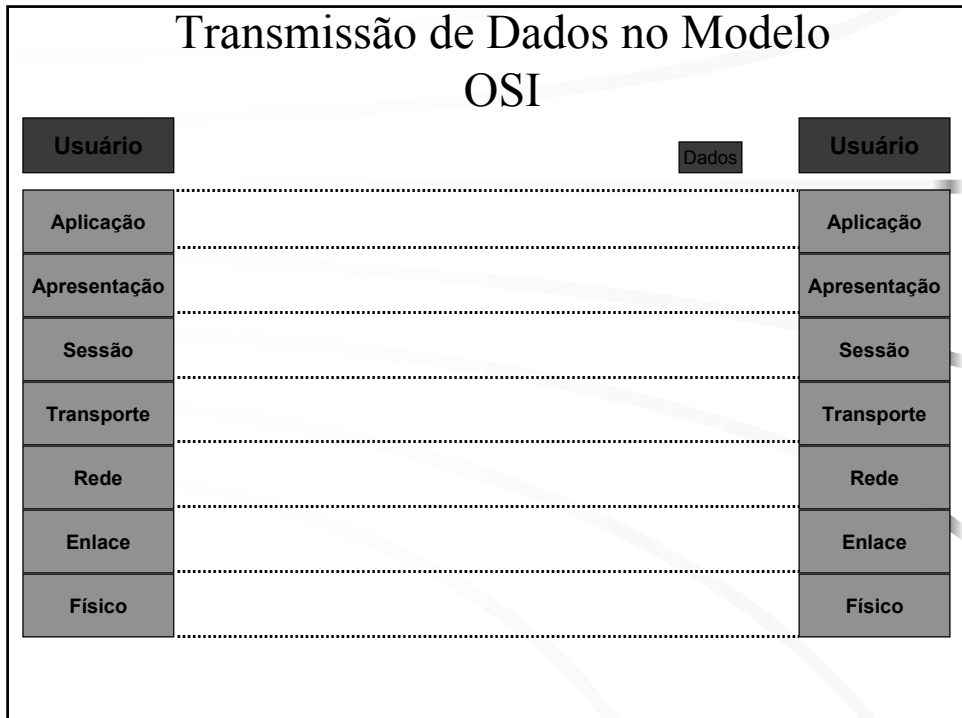 Transmissão de Dados no Modelo
OSI
Usuário
Dados
Usuário
Aplicação
Aplicação
Apresentação
Apresentação
Sessão
Sessão
Transporte
Transporte
Rede
Rede
Enlace
Enlace
Físico
Físico